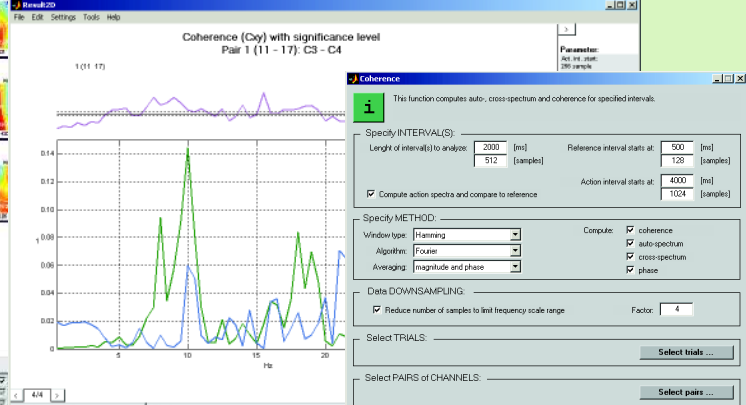 Result2D
File Edit Settings Tools Help
Coherence (Cxy) with significance level
Pair 1 (11 - 17): C3 - C4
1 (11 17)
>
Parameter:
Act. int. start:
256 sample
0.14
0.12
0.10
0.08
1
0.06
0.04
0.02
0
5 10 15 20
Hz
< 4/4 >
Coherence
i
This function computes auto-, cross-spectrum and coherence for specified intervals.
Specify INTERVAL(S):
Lenght of interval(s) to analyze: 2000 [ms] Reference interval starts at: 500 [ms]
512 [samples] 128 [samples]
Action interval starts at: 4000 [ms]
Compute action spectra and compare to reference 1024 [samples]
Specify METHOD:
Window type: Hamming Compute: coherence
Algorithm: Fourier auto-spectrum
Averaging: magnitude and phase cross-spectrum
phase
Data DOWNSAMPLING:
Reduce number of samples to limit frequency scale range Factor: 4
Select TRIALS:
Select trials ...
Select PAIRS of CHANNELS:
Select pairs ...